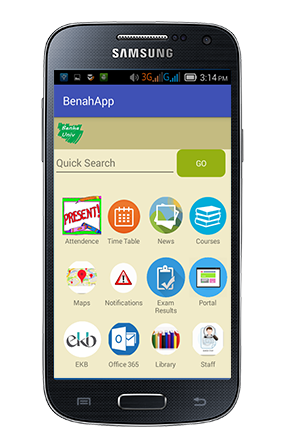 SAMSUNG
3G G 3:14 PM
BenahApp
Benha
Univ
Quick Search GO
PRESENT!
Attendence Time Table News Courses
Maps Notifications Exam
Results Portal
ekb
EKB Office 365 Library Staff